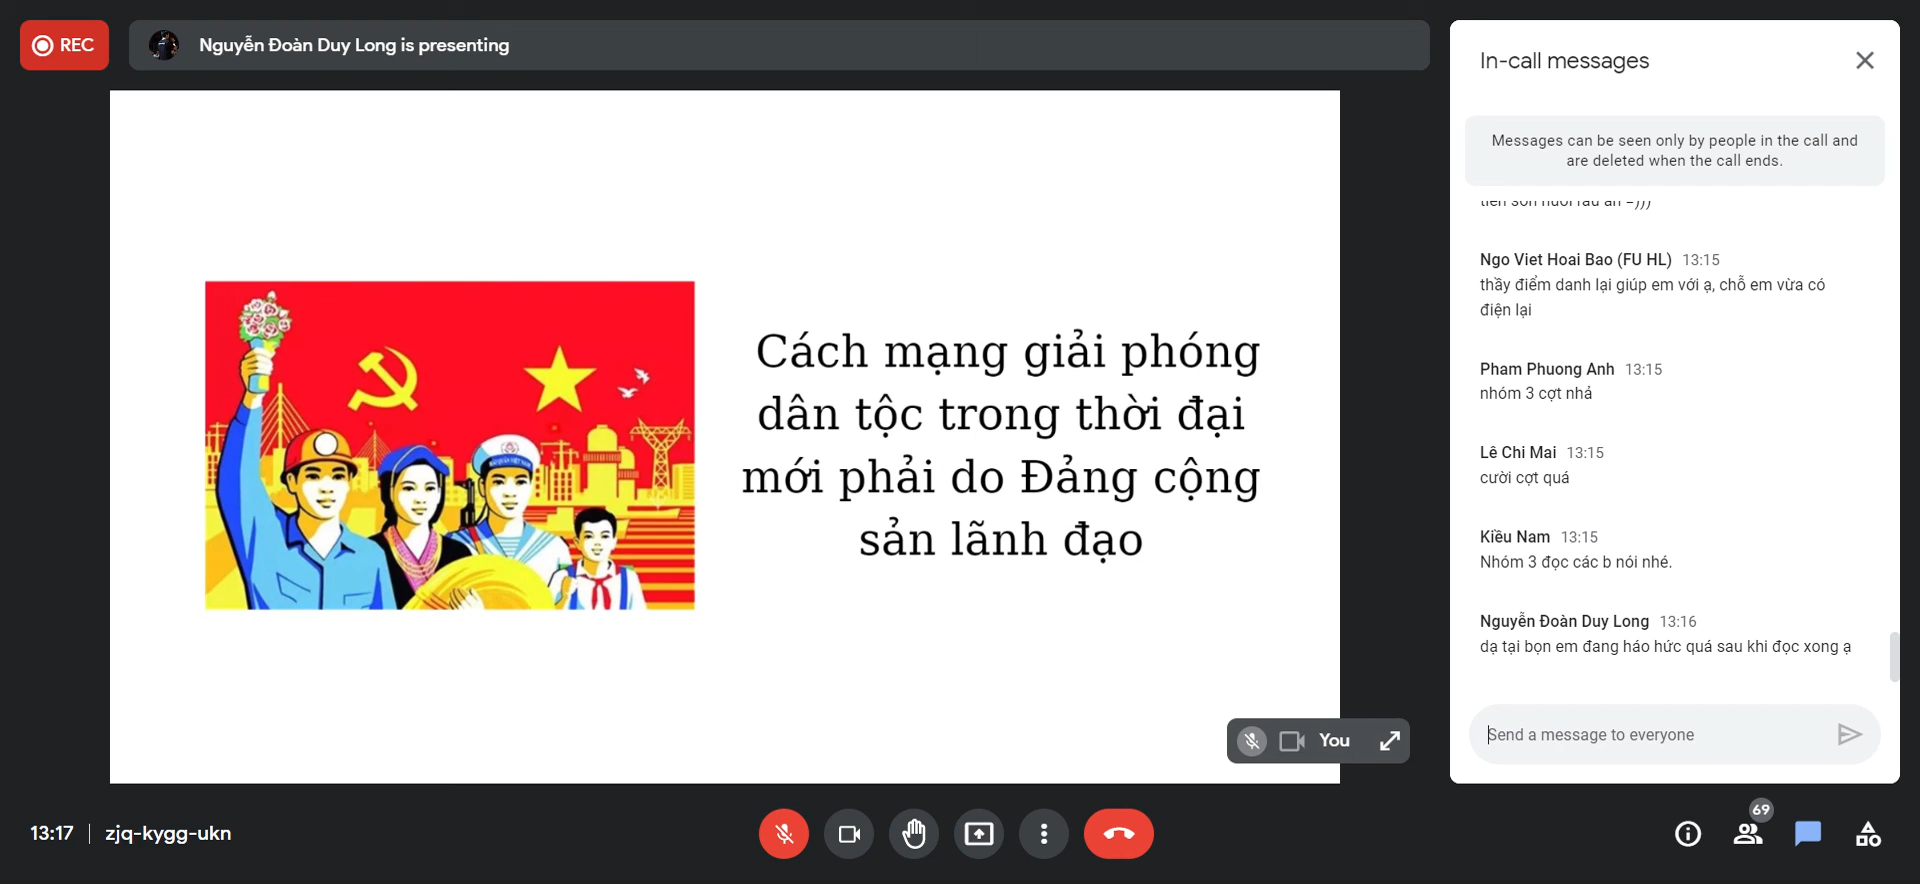 REC
Nguyễn Đoàn Duy Long is presenting
Cách mạng giải phóng
dân tộc trong thời đại
mới phải do Đảng cộng
sản lãnh đạo
You
In-call messages
Messages can be seen only by people in the call and
are deleted when the call ends.
Ngo Viet Hoai Bao (FU HL) 13:15
thầy điểm danh lại giúp em với ạ, chỗ em vừa có
điện lại
Pham Phuong Anh 13:15
nhóm 3 cợt nhả
Lê Chi Mai 13:15
cười cợt quá
Kiều Nam 13:15
Nhóm 3 đọc các b nói nhé.
Nguyễn Đoàn Duy Long 13:16
dạ tại bọn em đang háo hức quá sau khi đọc xong ạ
Send a message to everyone
13:17 | zjq-kygg-ukn
69